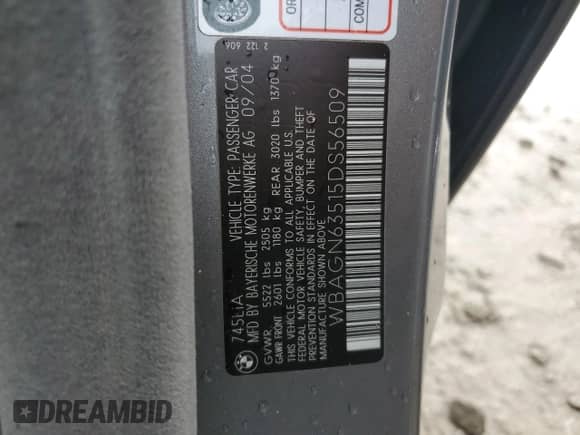 OR
COM
2 122 606
745LiA VEHICLE TYPE: PASSENGER CAR
MFD BY BAYERISCHE MOTORENWERKE AG 09/04
GVWR 5522 lbs 2505 kg
GAWR FRONT 2601 lbs 1180 kg REAR 3020 lbs 1370 kg
THIS VEHICLE CONFORMS TO ALL APPLICABLE U.S.
FEDERAL MOTOR VEHICLE SAFETY, BUMPER AND THEFT
PREVENTION STANDARDS IN EFFECT ON THE DATE OF
MANUFACTURE SHOWN ABOVE.
WBAGN63515DS56509
BMW
DREAMBID